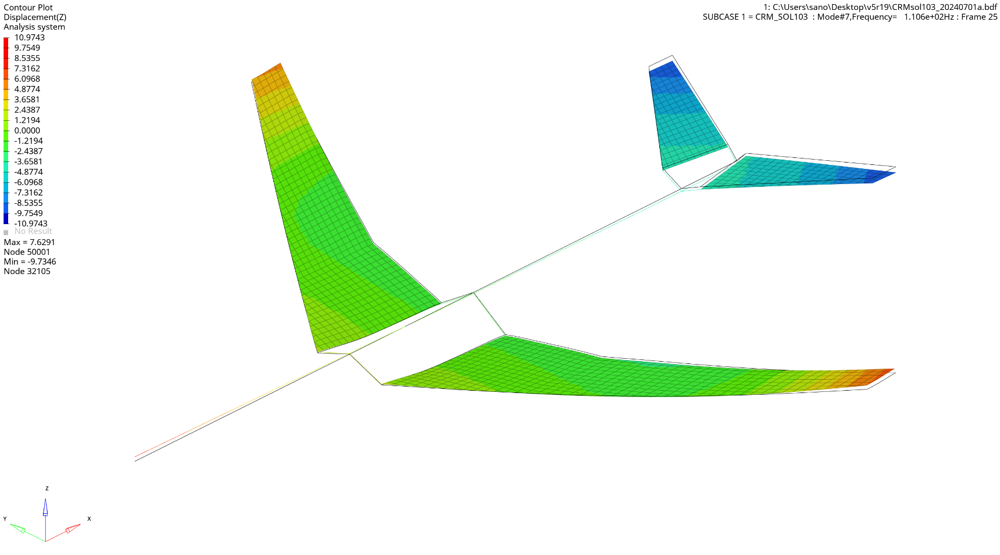 Contour Plot
Displacement(Z)
Analysis system
10.9743
9.7549
8.5355
7.3162
6.0968
4.8774
3.6581
2.4387
1.2194
0.0000
-1.2194
-2.4387
-3.6581
-4.8774
-6.0968
-7.3162
-8.5355
-9.7549
-10.9743
No Result
Max = 7.6291
Node 50001
Min = -9.7346
Node 32105
1: C:\Users\sano\Desktop\v5r19\CRMsol103_20240701a.bdf
SUBCASE 1 = CRM_SOL103 : Mode#7,Frequency= 1.106e+02Hz : Frame 25
Z
Y
X